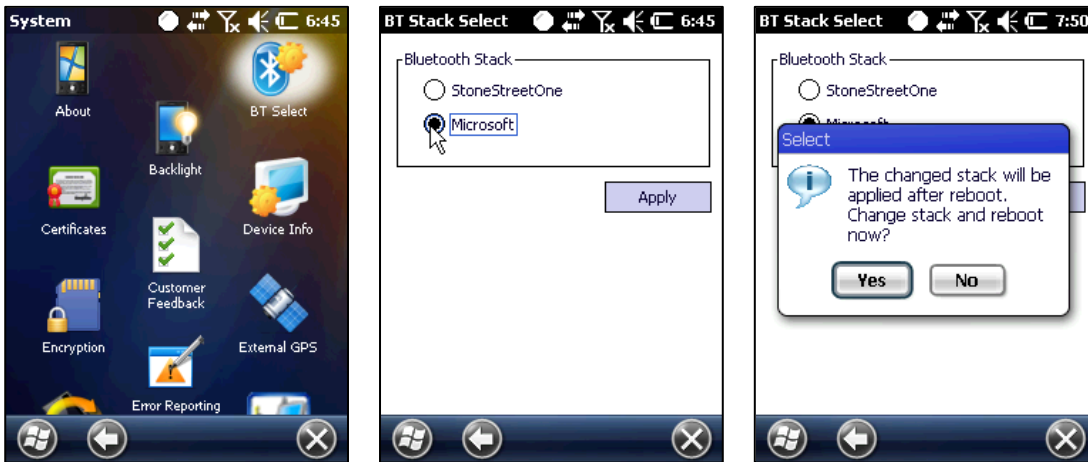 System 6:45
About
BT Select
Backlight
Certificates
Device Info
Customer
Feedback
Encryption
External GPS
Error Reporting
BT Stack Select 6:45
Bluetooth Stack
StoneStreetOne
Microsoft
Apply
BT Stack Select 7:50
Bluetooth Stack
StoneStreetOne
Microsoft
Select
The changed stack will be
applied after reboot.
Change stack and reboot
now?
Yes No